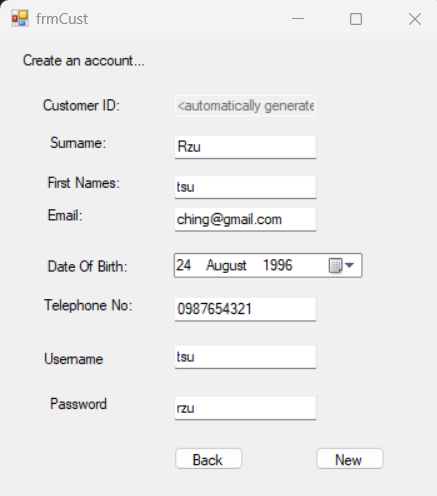 frmCust
Create an account...
Customer ID: <automatically generate
Surname: Rzu
First Names: tsu
Email: ching@gmail.com
Date Of Birth: 24 August 1996
Telephone No: 0987654321
Username tsu
Password rzu
Back New